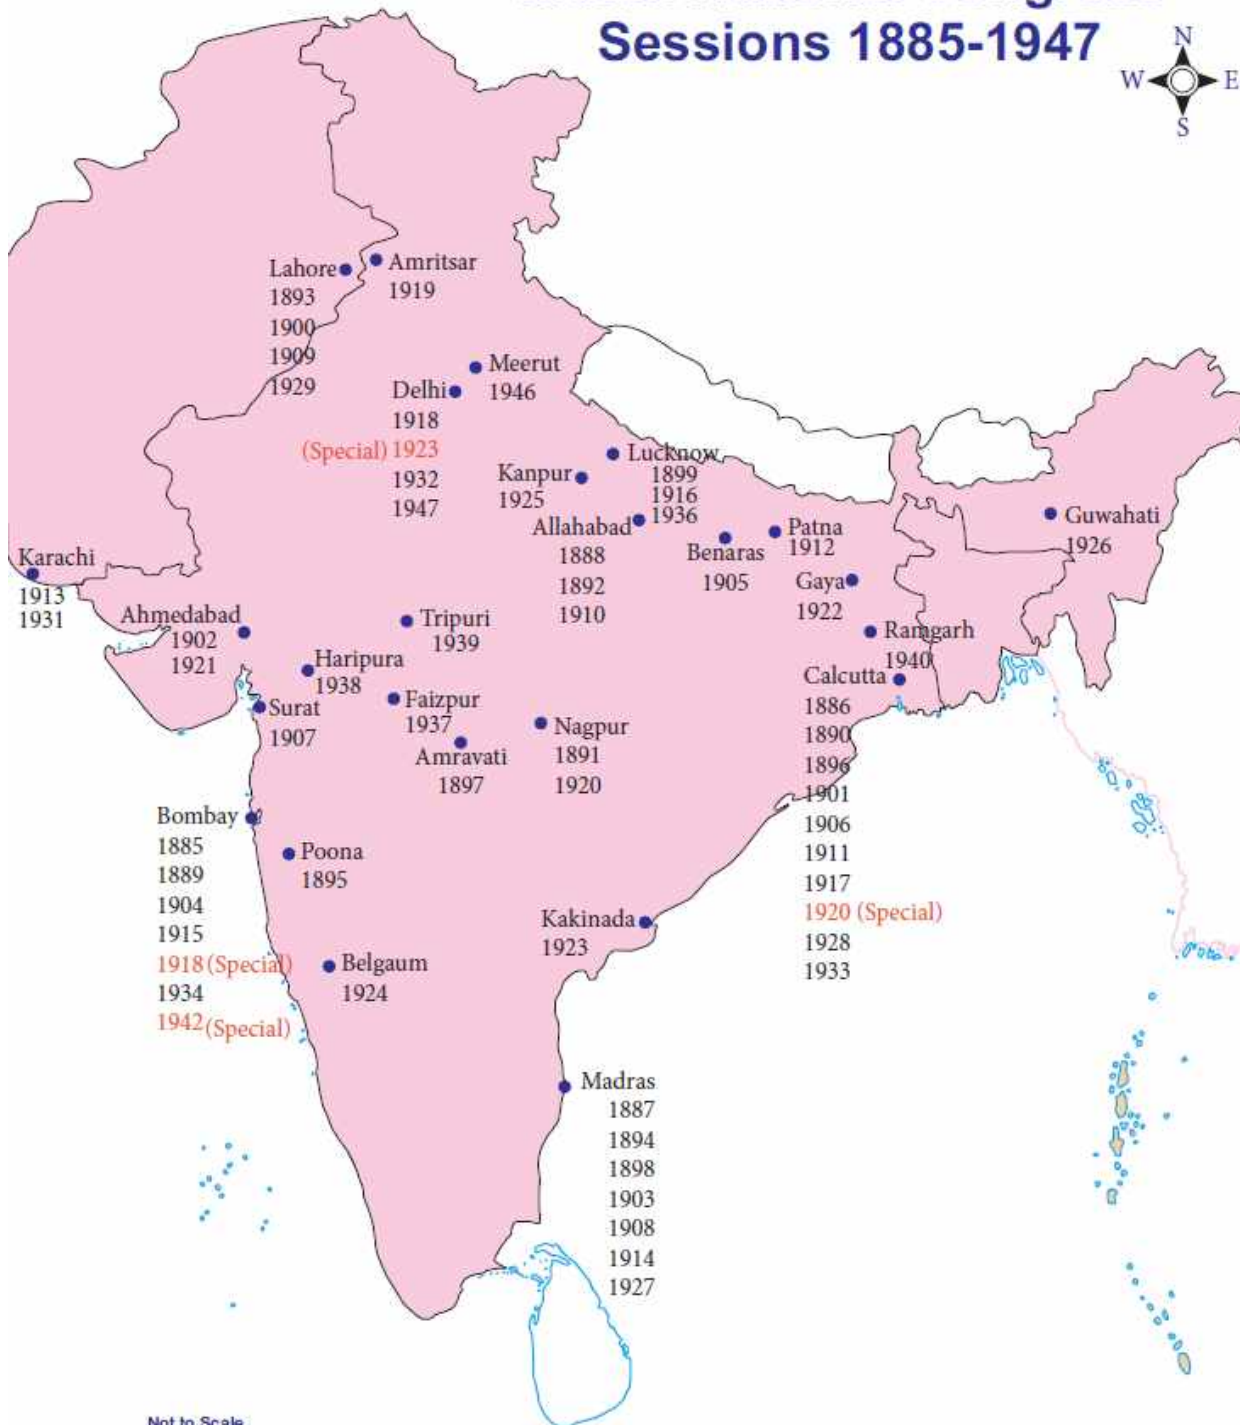 Sessions 1885-1947
N
W E
S
Lahore
1893
1900
1909
1929
Amritsar
1919
Meerut
1946
Delhi
1918
(Special) 1923
1932
1947
Lucknow
1899
1916
1936
Kanpur
1925
Allahabad
1888
1892
1910
Benaras
1905
Patna
1912
Gaya
1922
Guwahati
1926
Karachi
1913
1931
Ahmedabad
1902
1921
Tripuri
1939
Ramgarh
1940
Haripura
1938
Surat
1907
Faizpur
1937
Amravati
1897
Nagpur
1891
1920
Calcutta
1886
1890
1896
1901
1906
1911
1917
1920 (Special)
1928
1933
Bombay
1885
1889
1904
1915
1918 (Special)
1934
1942 (Special)
Poona
1895
Kakinada
1923
Belgaum
1924
Madras
1887
1894
1898
1903
1908
1914
1927
Not to Scale